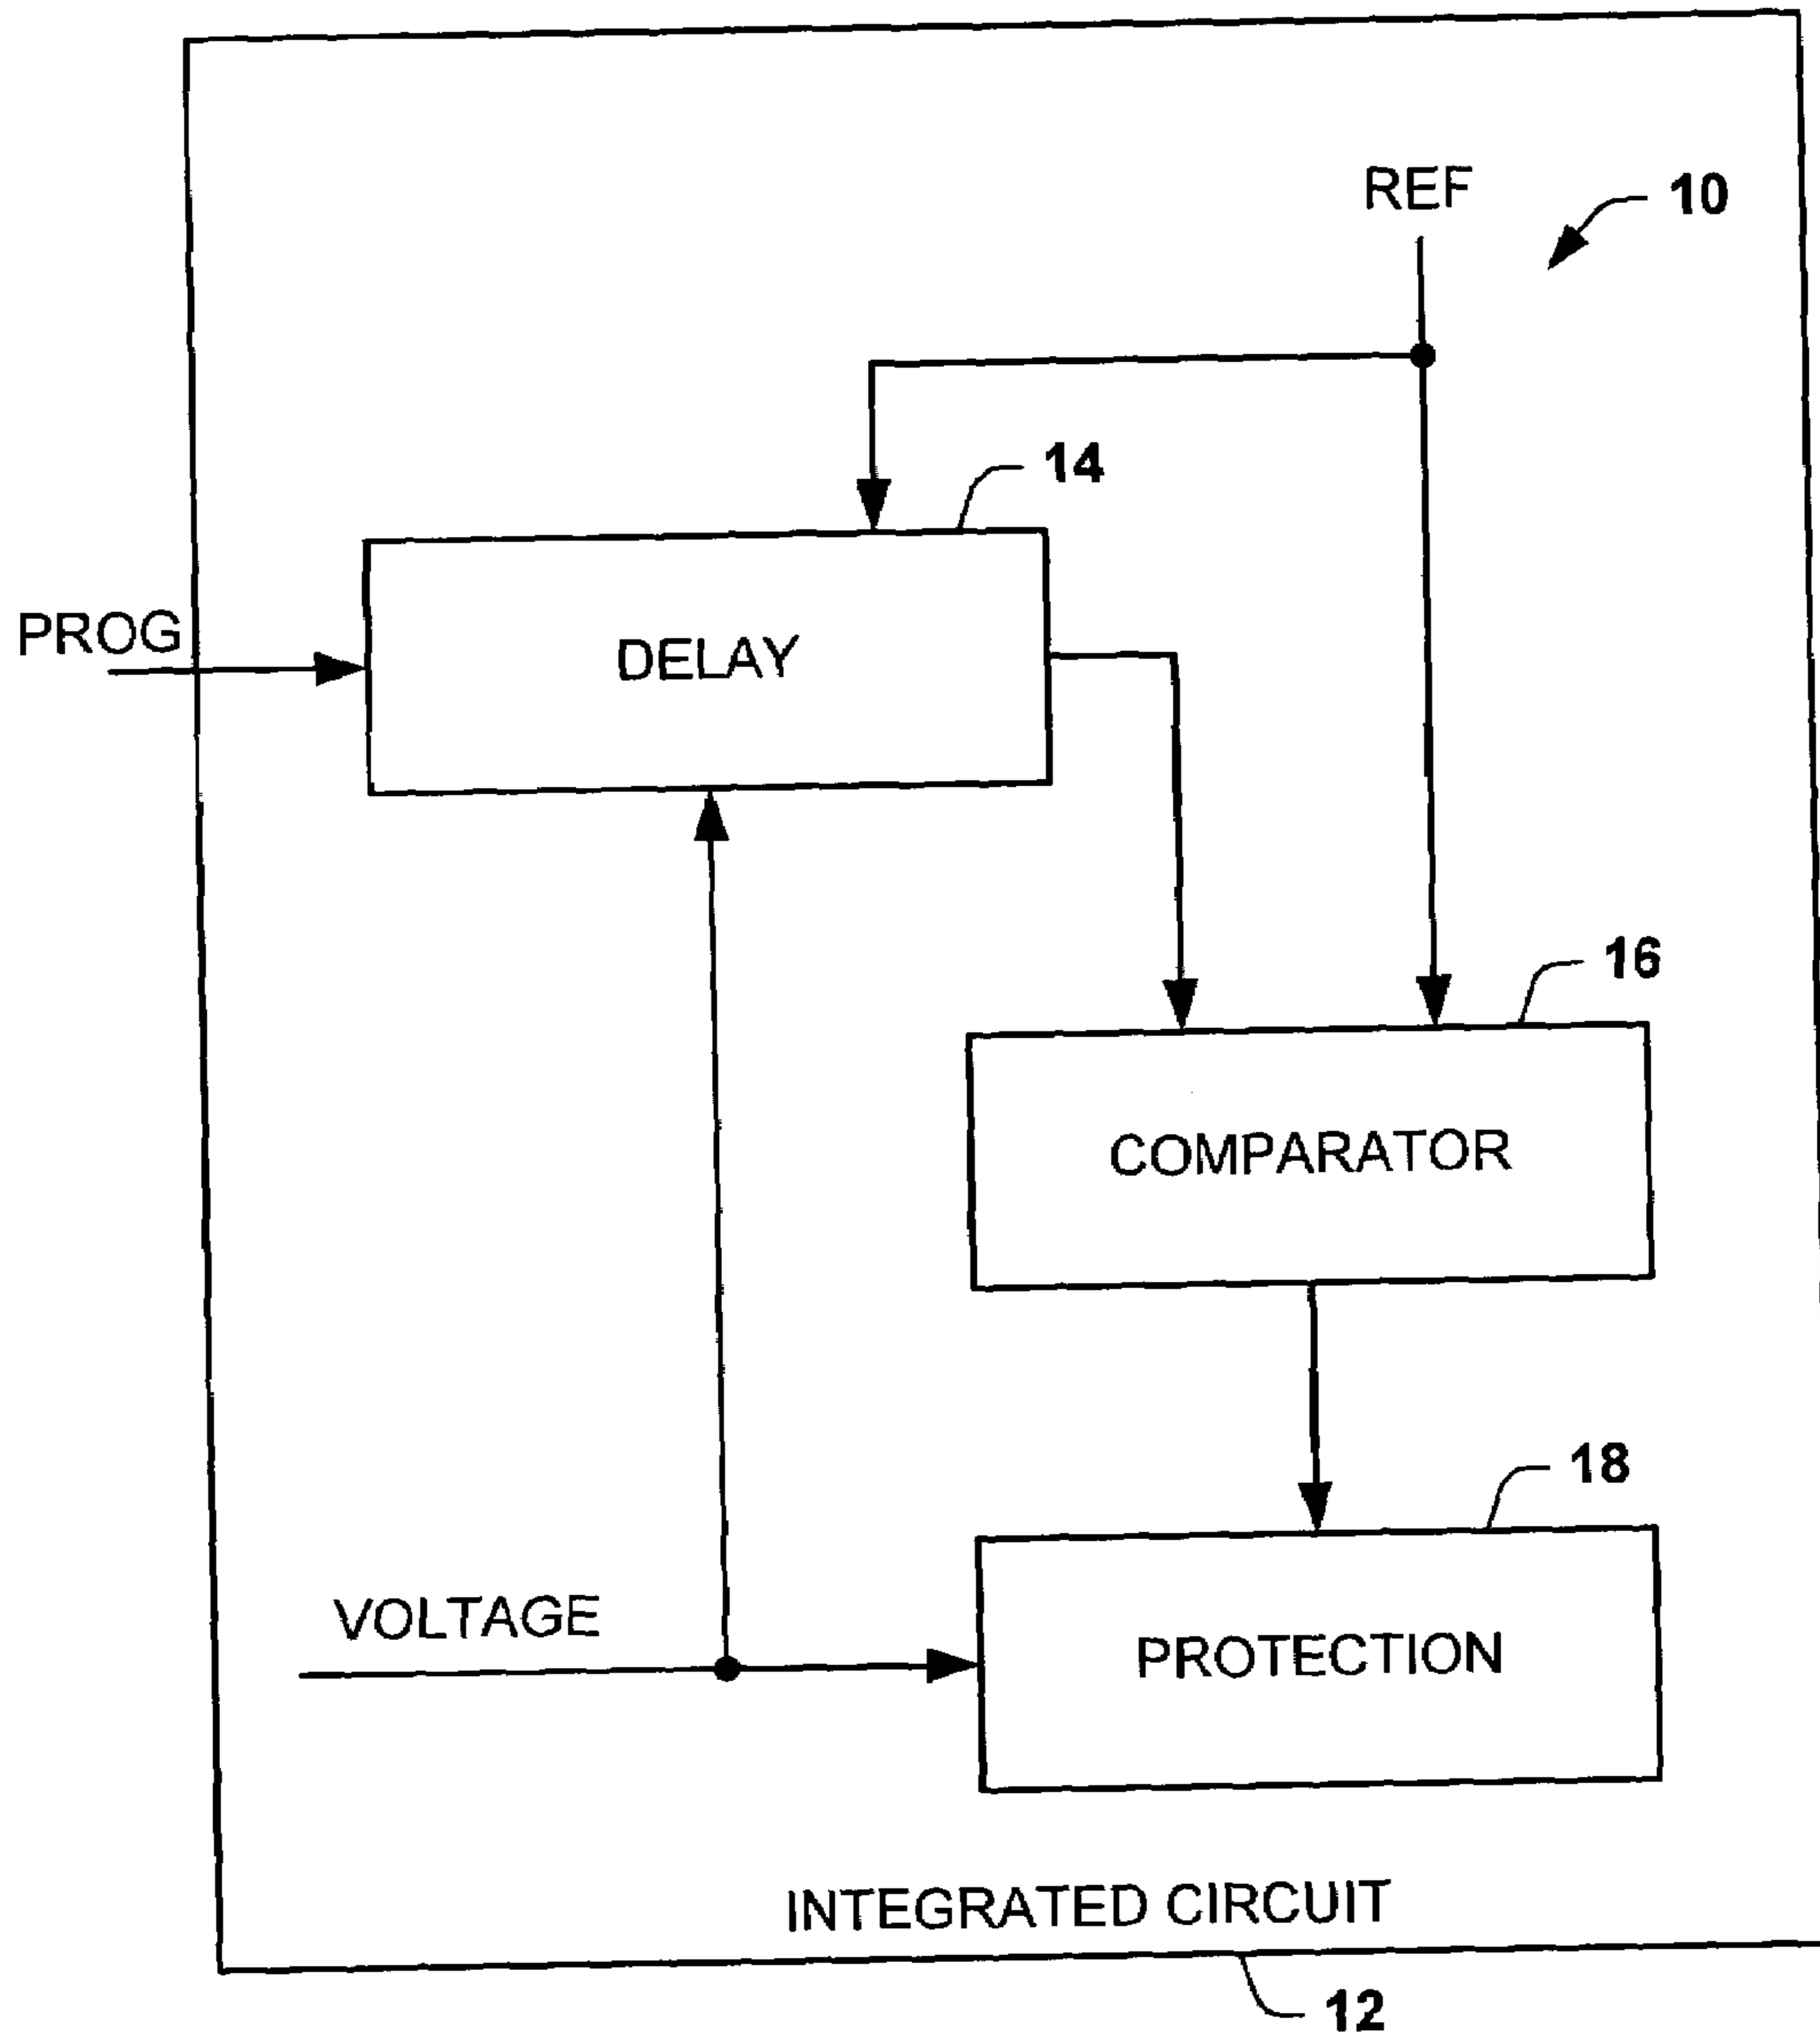 REF
10
14
PROG
DELAY
16
COMPARATOR
18
VOLTAGE
PROTECTION
INTEGRATED CIRCUIT
12